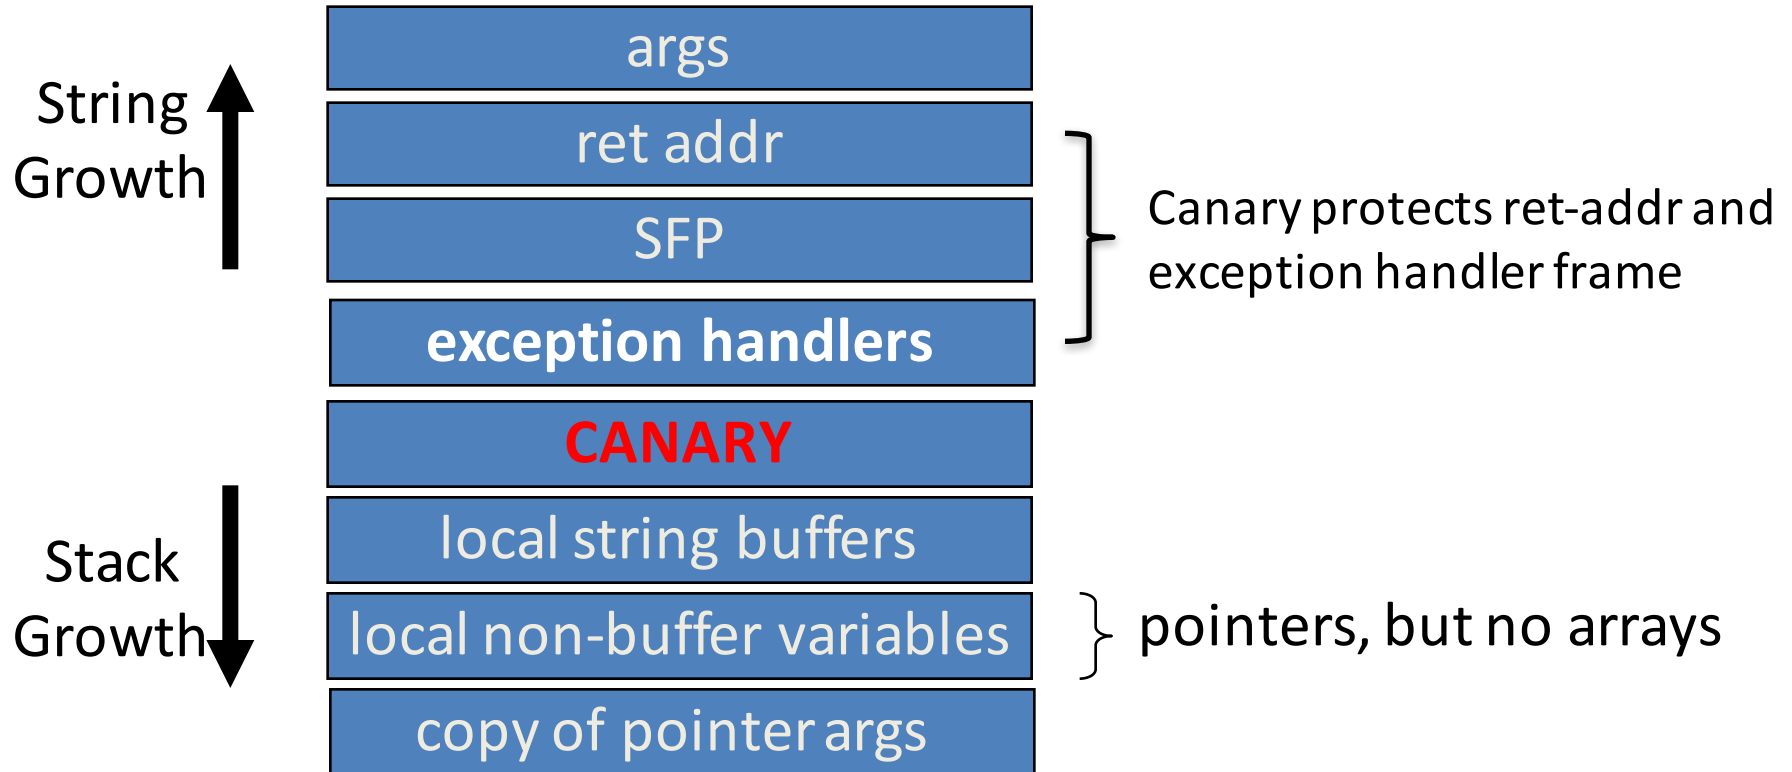 args
String
Growth
ret addr
SFP
Canary protects ret-addr and
exception handler frame
exception handlers
CANARY
local string buffers
Stack
Growth
local non-buffer variables
pointers, but no arrays
copy of pointer args